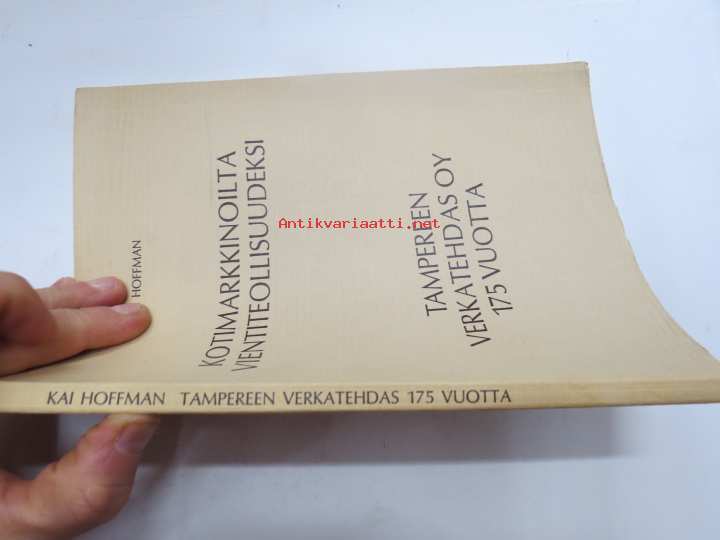 HOFFMAN
KOTIMARKKINOILTA
VIENTITEOLLISUUDEKSI
TAMPEREEN
VERKATEHDAS OY
175 VUOTTA
Antikvariaatti.net
KAI HOFFMAN TAMPEREEN VERKATEHDAS 175 VUOTTA